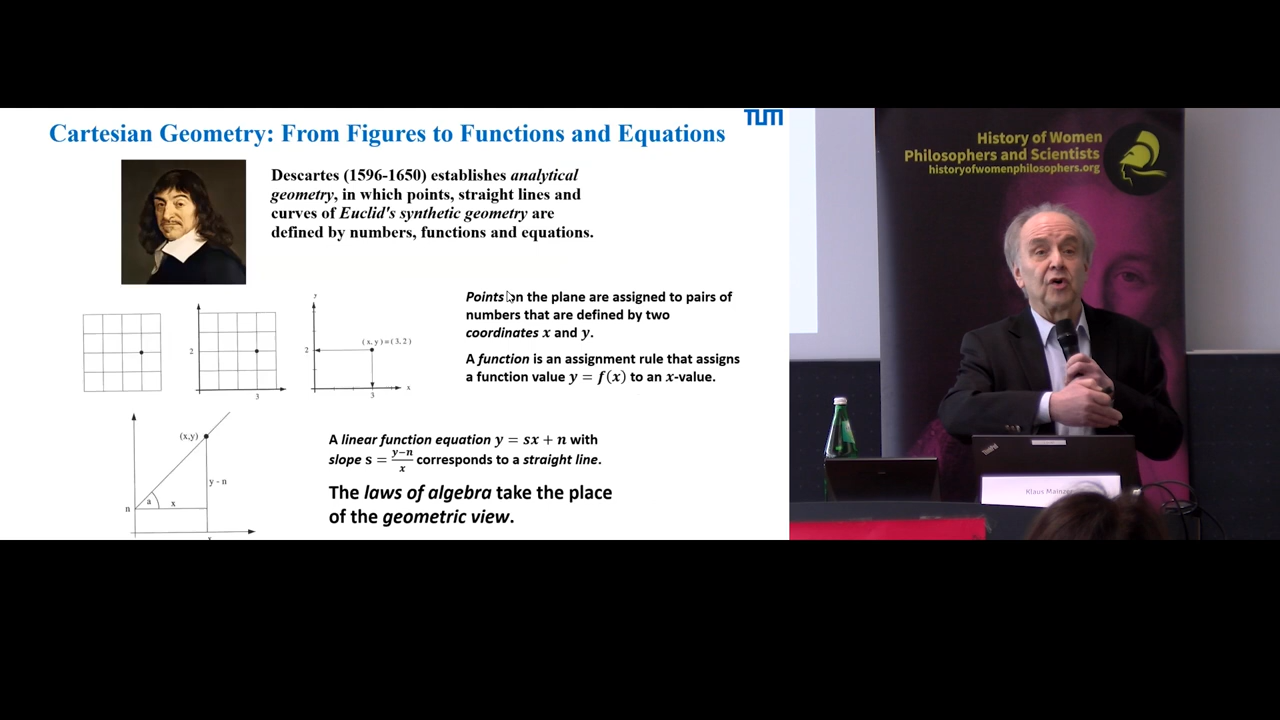 Cartesian Geometry: From Figures to Functions and Equations
TUM
Descartes (1596-1650) establishes analytical
geometry, in which points, straight lines and
curves of Euclid's synthetic geometry are
defined by numbers, functions and equations.
2
3
y
(x,y)=(3,2)
2
x
3
Points on the plane are assigned to pairs of
numbers that are defined by two
coordinates x and y.
A function is an assignment rule that assigns
a function value y = f(x) to an x-value.
(x,y)
y - n
a
x
n
x
A linear function equation y = sx + n with
slope s = y−n/x corresponds to a straight line.
The laws of algebra take the place
of the geometric view.
History of Women
Philosophers and Scientists
historyofwomenphilosophers.org
ThinkPad
Klaus Mainzer